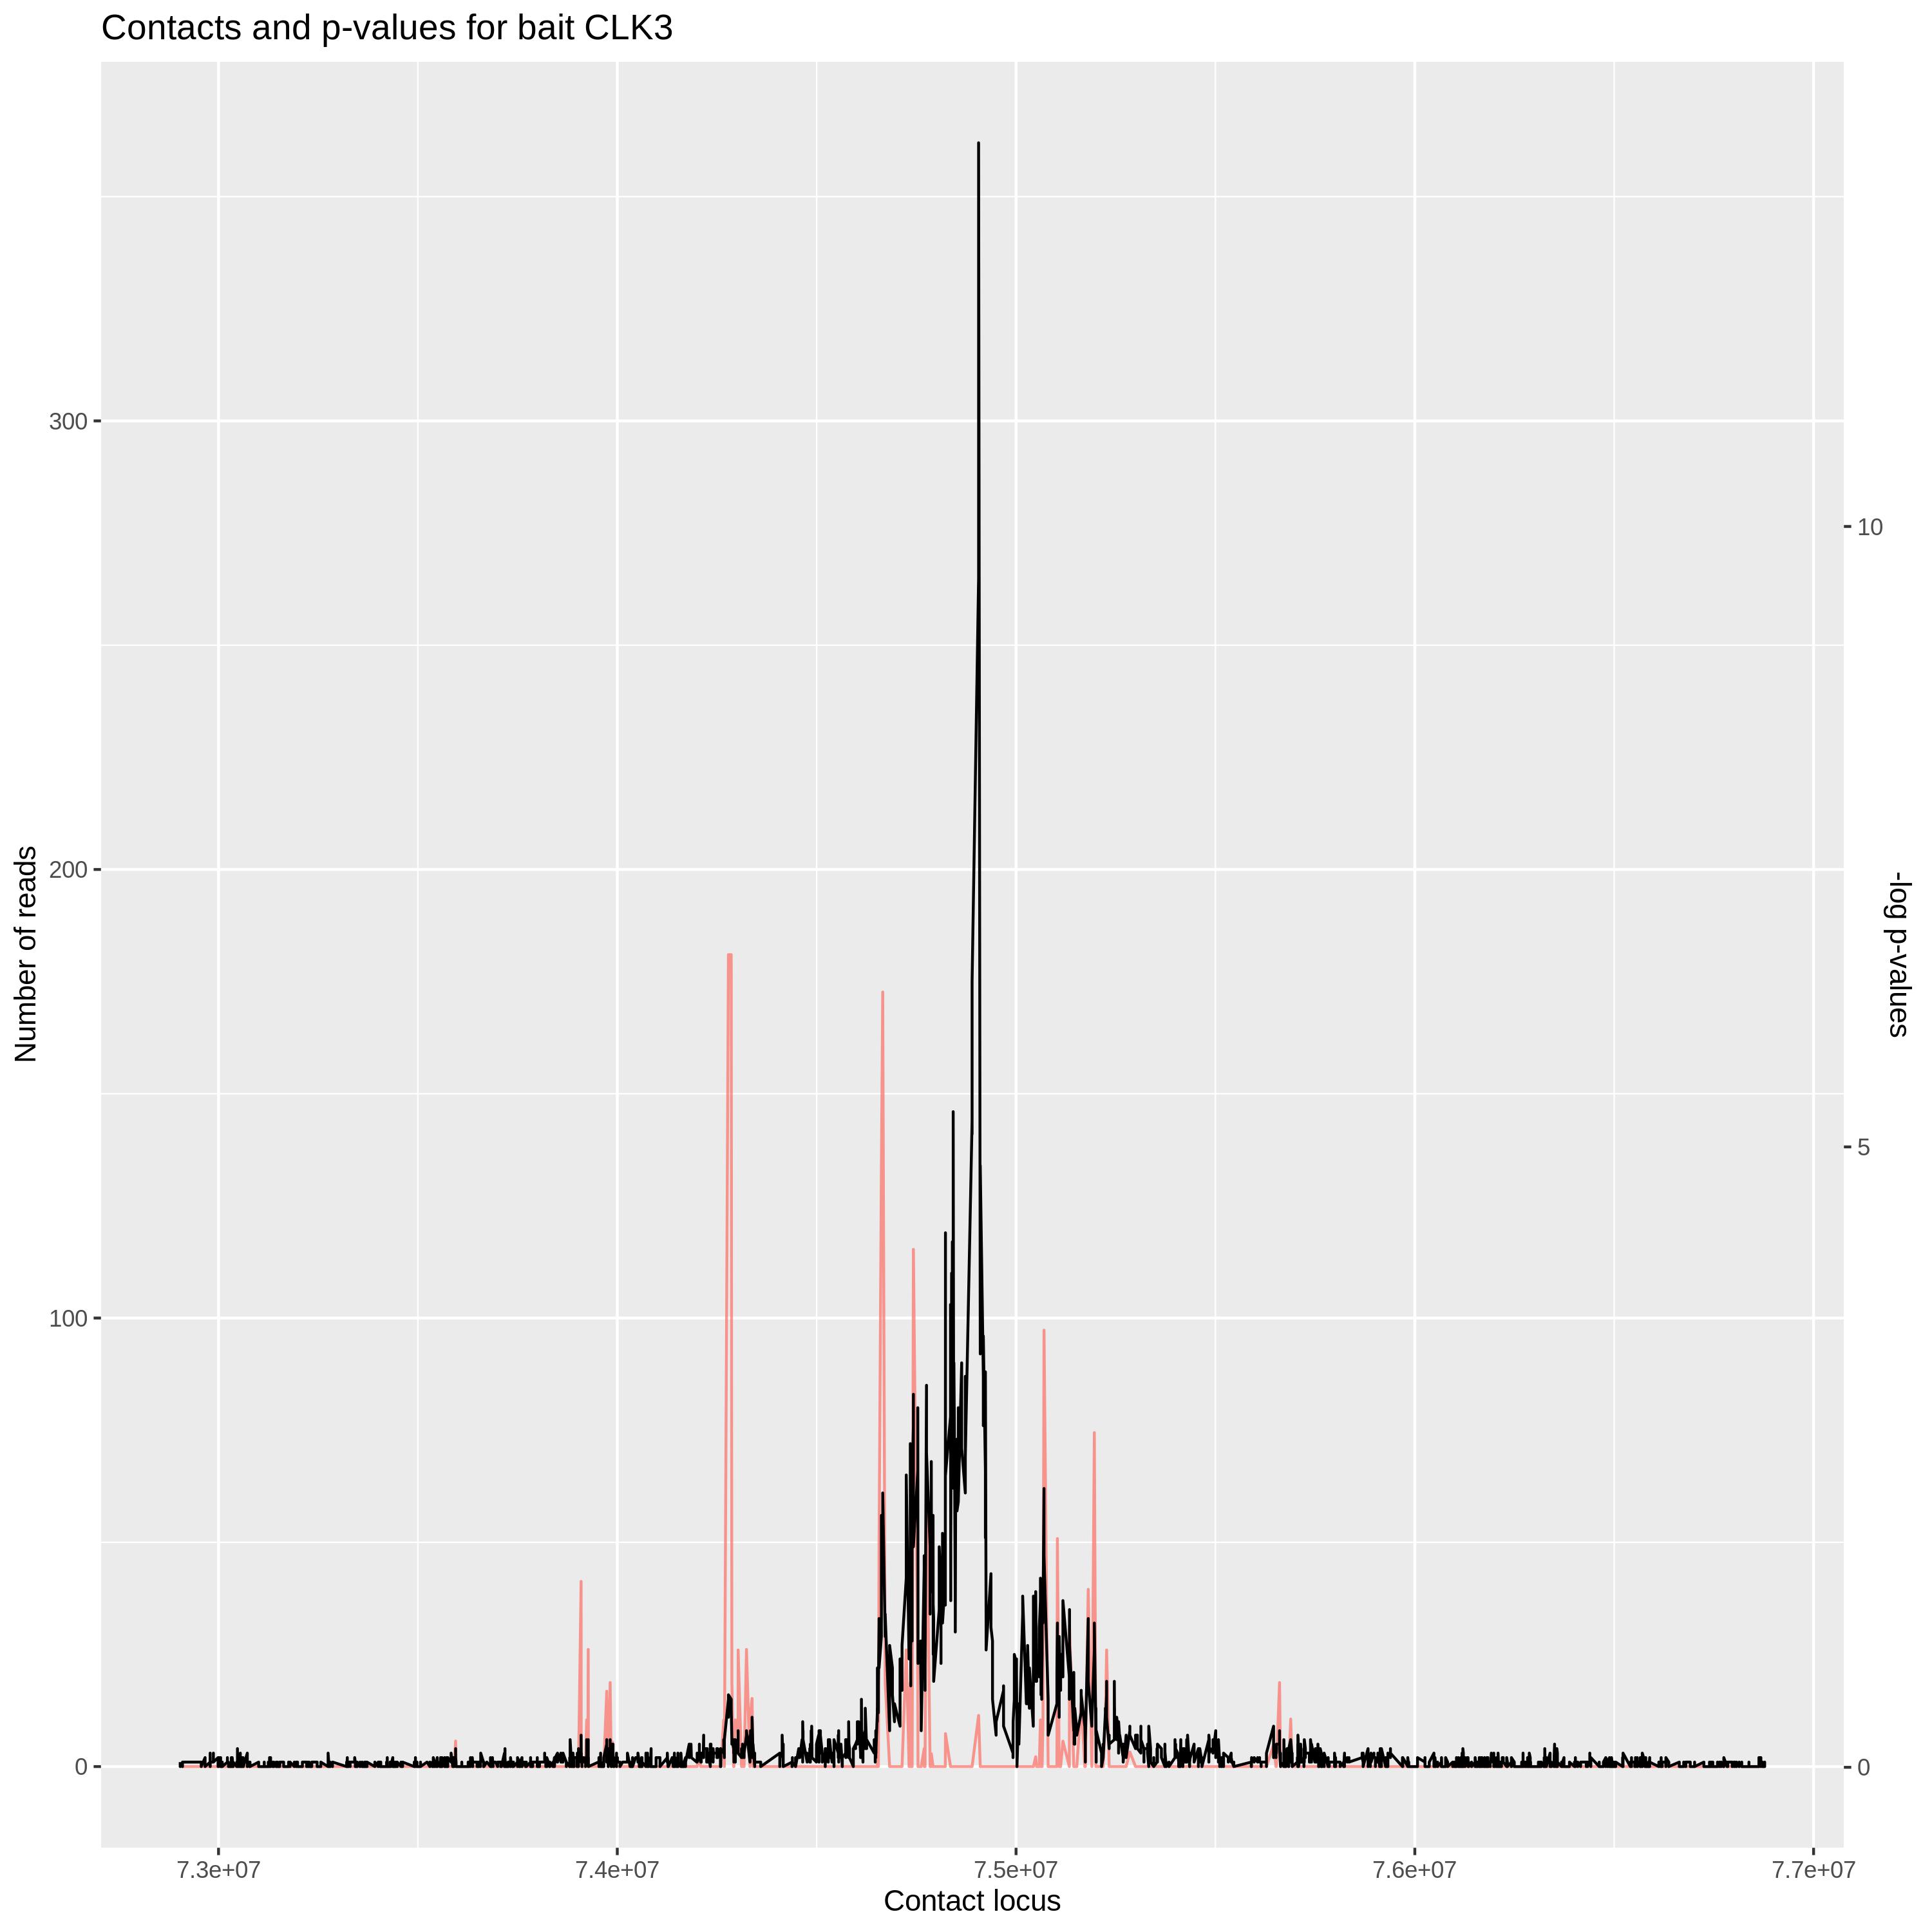 Contacts and p-values for bait CLK3
300
200
100
0
Number of reads
10
5
0
-log p-values
7.3e+07
7.4e+07
7.5e+07
7.6e+07
7.7e+07
Contact locus